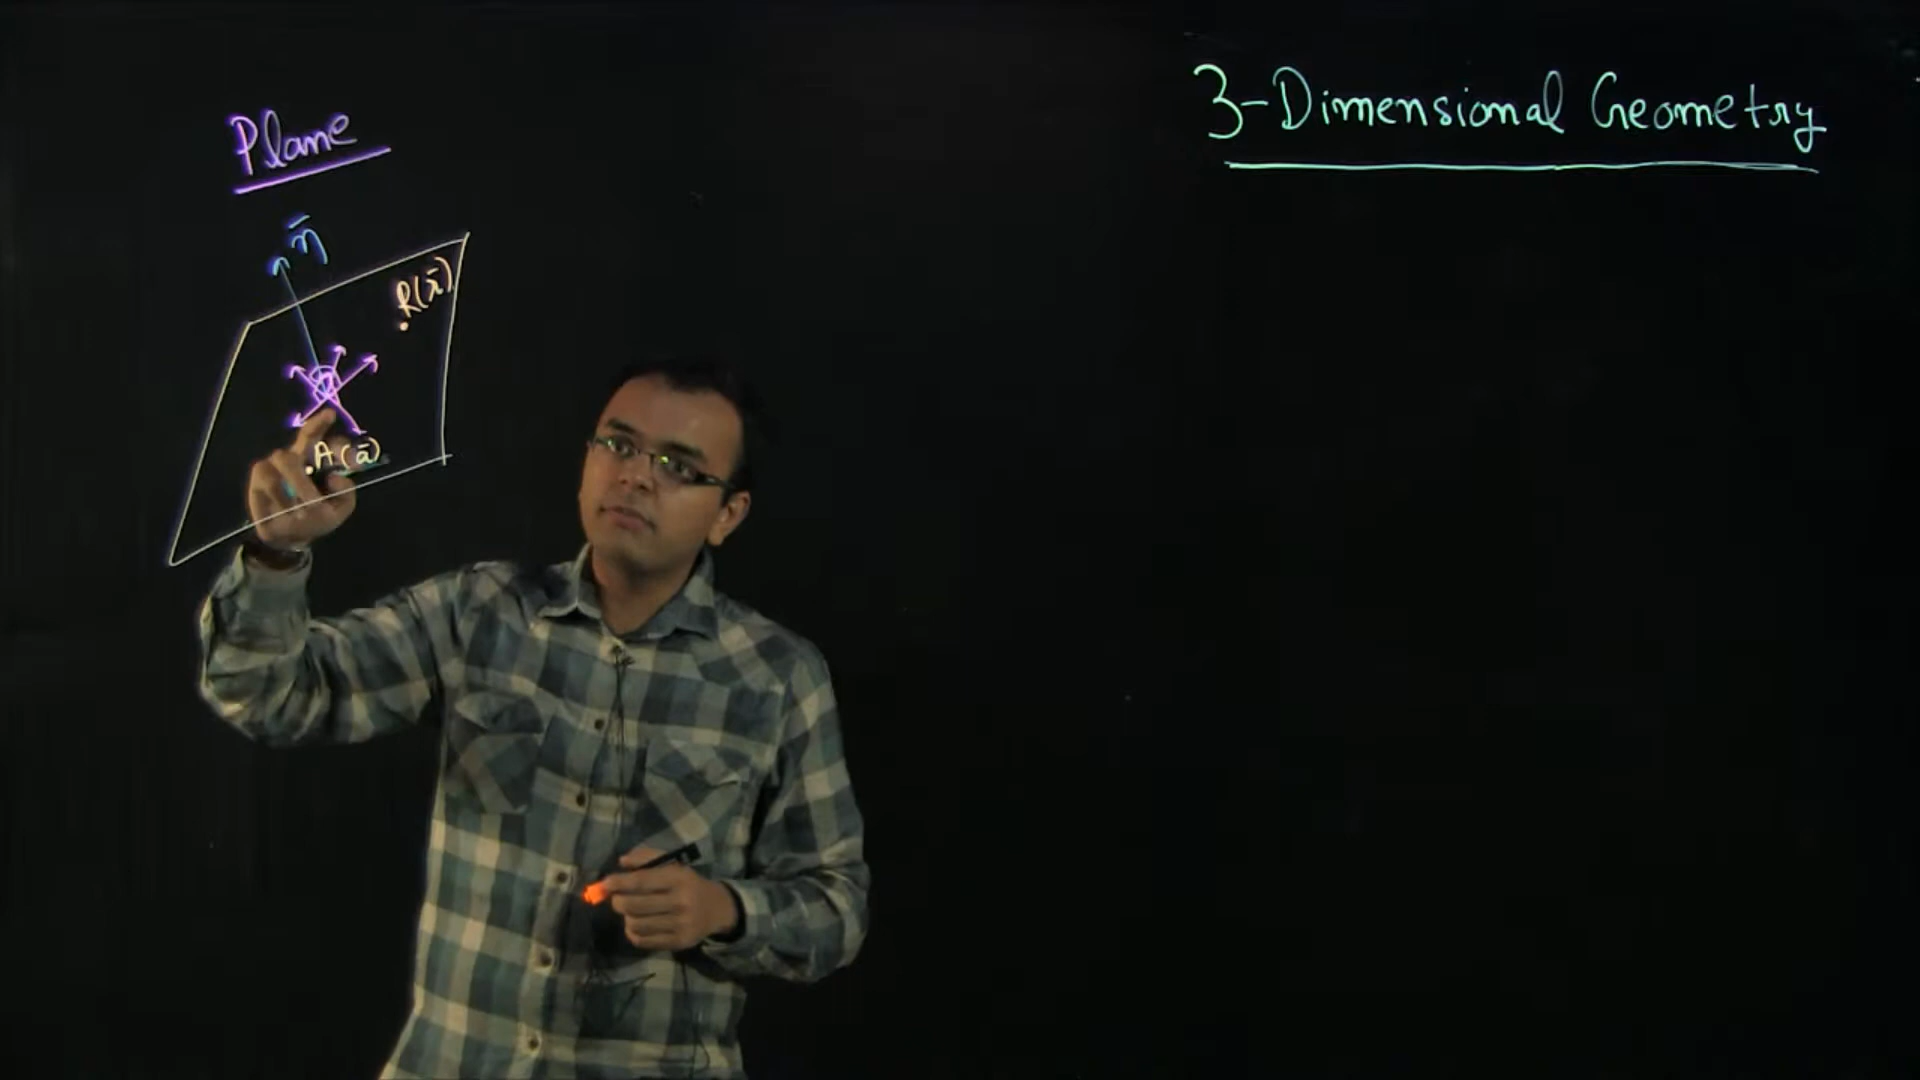 3-Dimensional Geometry
Plane
n̄
R(r̄)
A(ā)